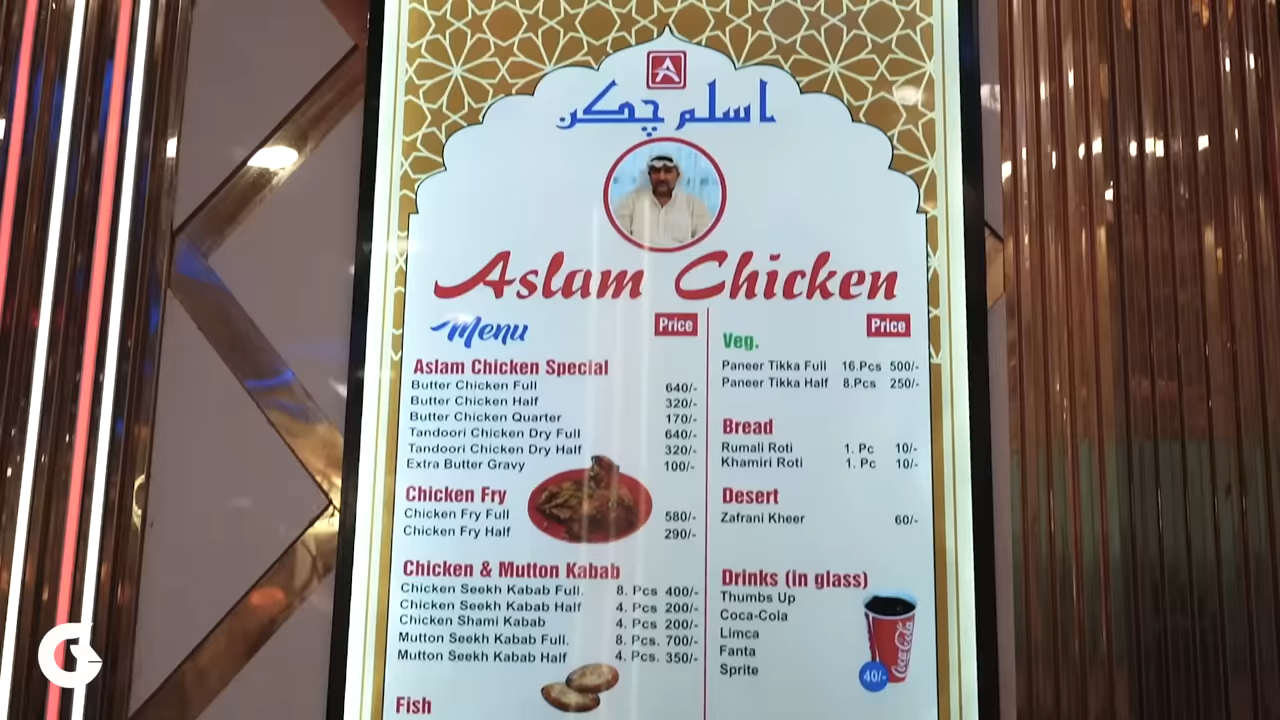 A
اسلم چکن
Aslam Chicken
Menu Price
Aslam Chicken Special
Butter Chicken Full 640/-
Butter Chicken Half 320/-
Butter Chicken Quarter 170/-
Tandoori Chicken Dry Full 640/-
Tandoori Chicken Dry Half 320/-
Extra Butter Gravy 100/-
Chicken Fry
Chicken Fry Full 580/-
Chicken Fry Half 290/-
Chicken & Mutton Kabab
Chicken Seekh Kabab Full. 8. Pcs 400/-
Chicken Seekh Kabab Half 4. Pcs 200/-
Chicken Shami Kabab 4. Pcs 200/-
Mutton Seekh Kabab Full. 8. Pcs. 700/-
Mutton Seekh Kabab Half 4. Pcs. 350/-
Fish
Price
Veg.
Paneer Tikka Full 16.Pcs 500/-
Paneer Tikka Half 8.Pcs 250/-
Bread
Rumali Roti 1. Pc 10/-
Khamiri Roti 1. Pc 10/-
Desert
Zafrani Kheer 60/-
Drinks (in glass)
Thumbs Up
Coca-Cola
Limca
Fanta
Sprite
Coca-Cola
40/-